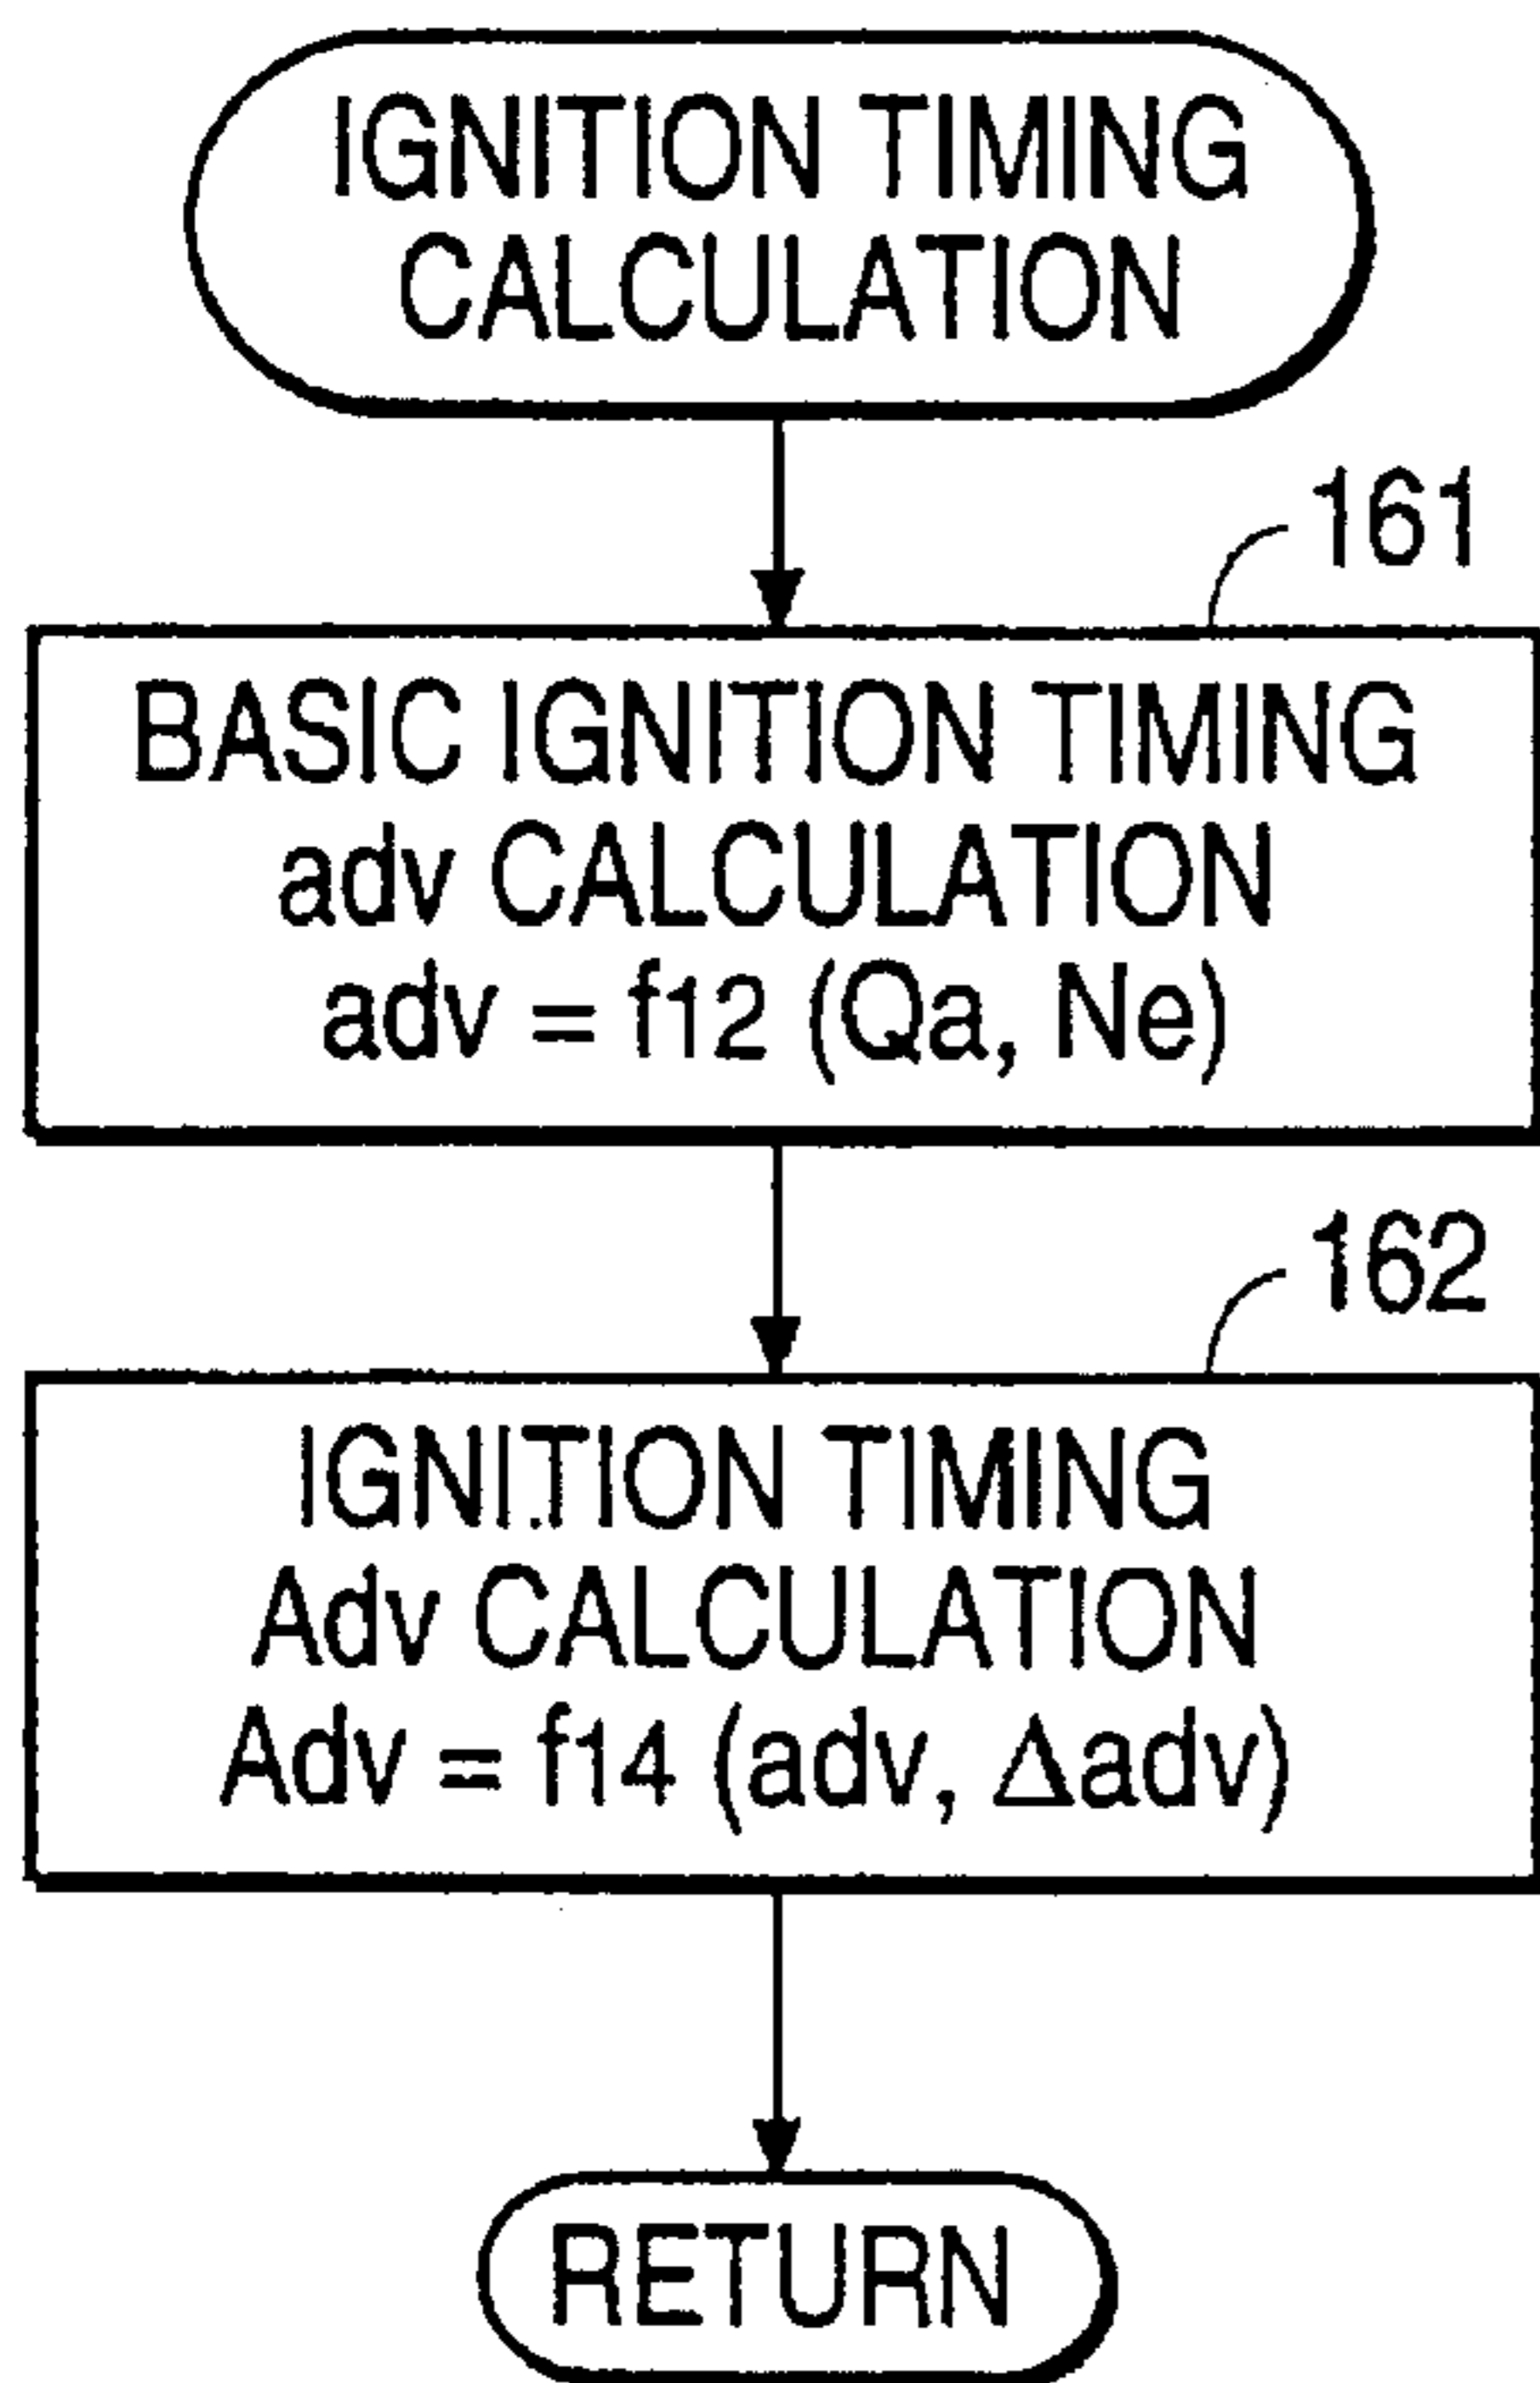 IGNITION TIMING
CALCULATION
161
BASIC IGNITION TIMING
adv CALCULATION
adv = f12 (Qa, Ne)
162
IGNITION TIMING
Adv CALCULATION
Adv = f14 (adv, Δadv)
RETURN